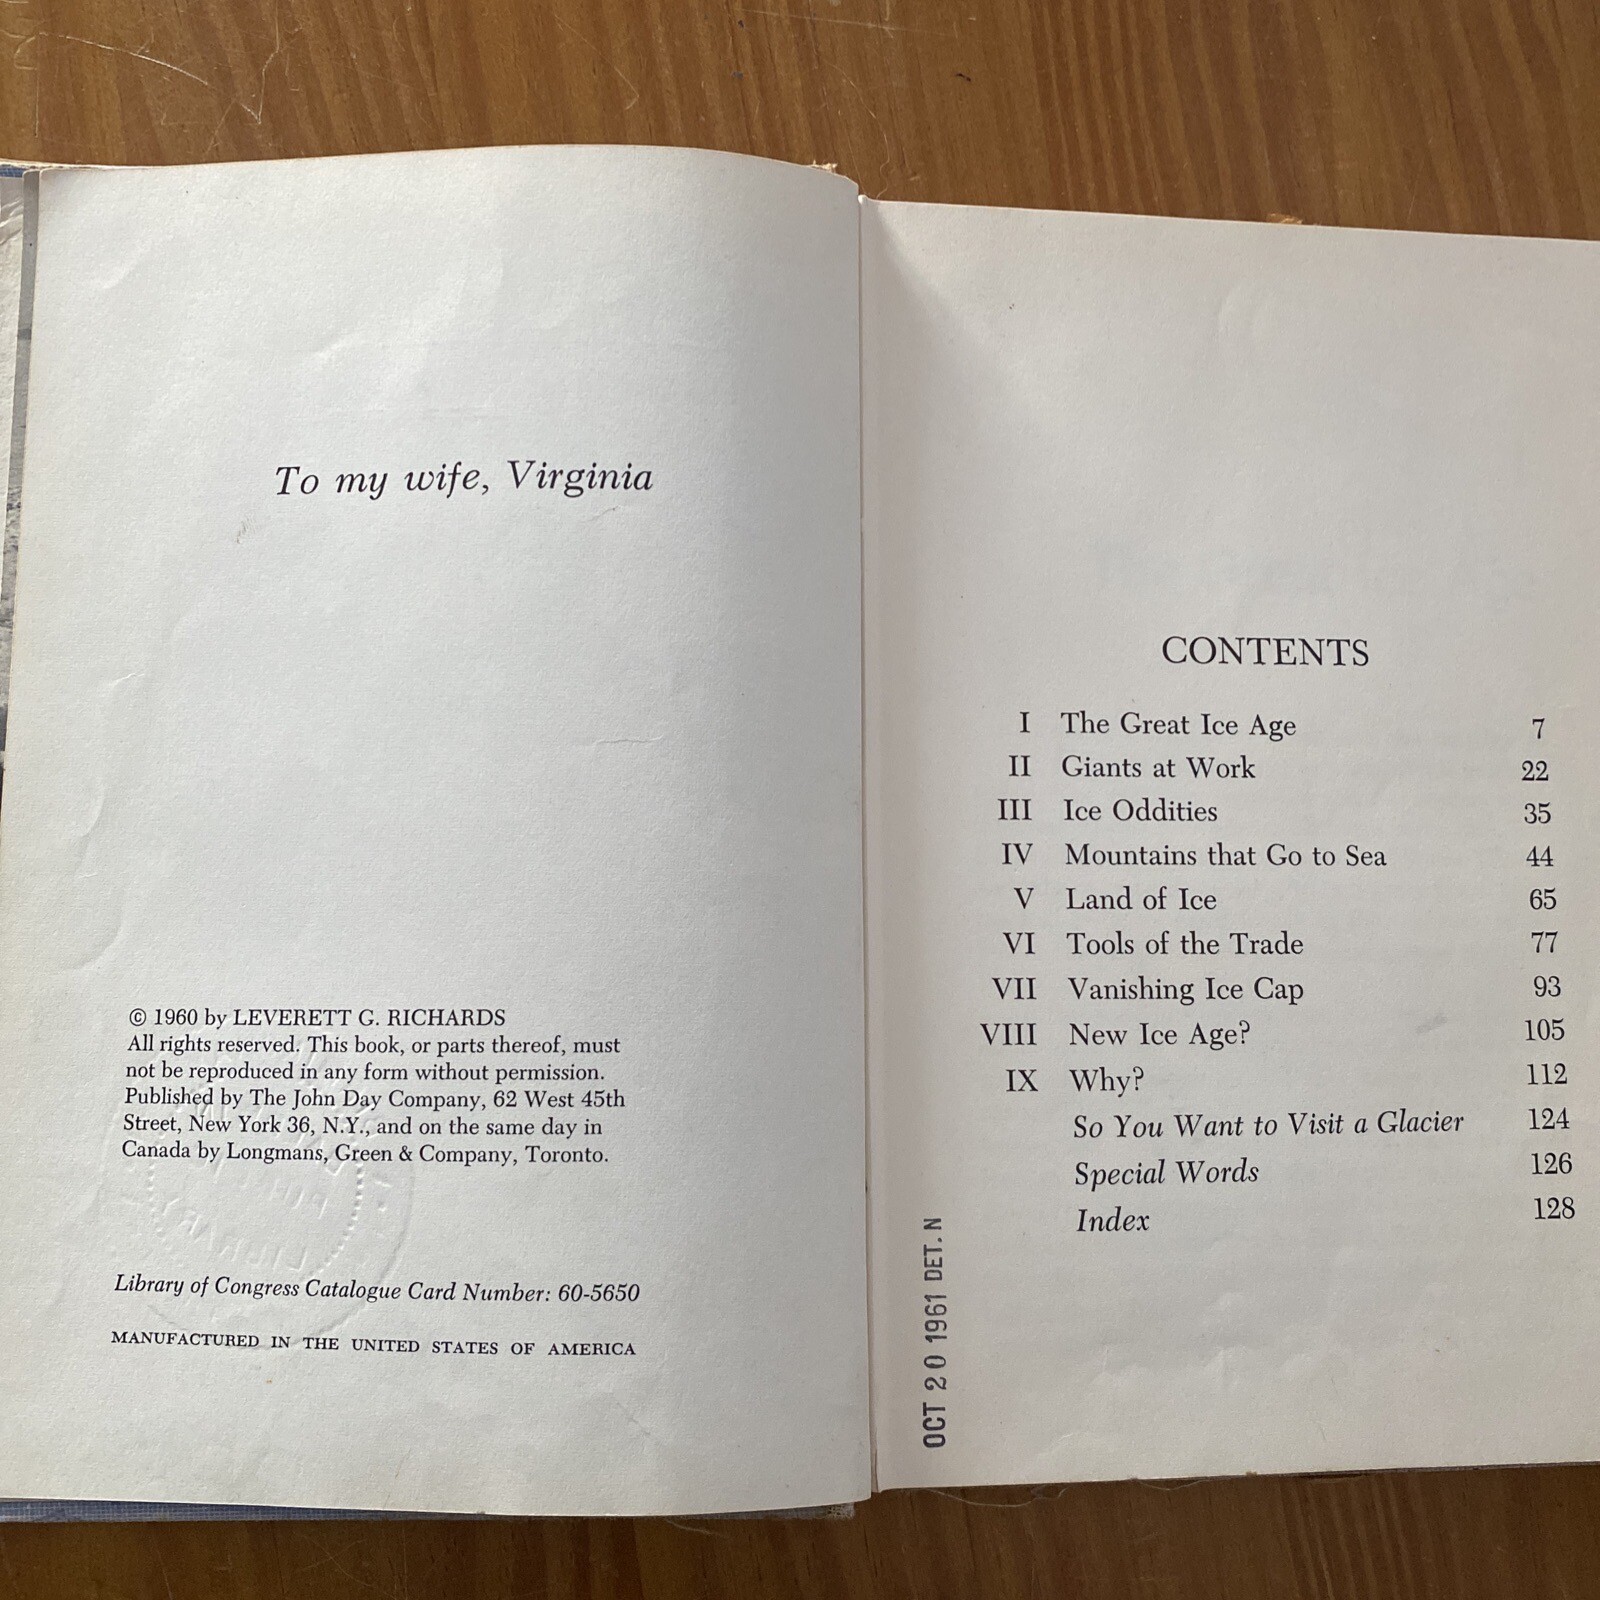 To my wife, Virginia
© 1960 by LEVERETT G. RICHARDS
All rights reserved. This book, or parts thereof, must
not be reproduced in any form without permission.
Published by The John Day Company, 62 West 45th
Street, New York 36, N.Y., and on the same day in
Canada by Longmans, Green & Company, Toronto.
Library of Congress Catalogue Card Number: 60-5650
MANUFACTURED IN THE UNITED STATES OF AMERICA
CONTENTS
I The Great Ice Age 7
II Giants at Work 22
III Ice Oddities 35
IV Mountains that Go to Sea 44
V Land of Ice 65
VI Tools of the Trade 77
VII Vanishing Ice Cap 93
VIII New Ice Age? 105
IX Why? 112
So You Want to Visit a Glacier 124
Special Words 126
Index 128
OCT 20 1961 DET. N